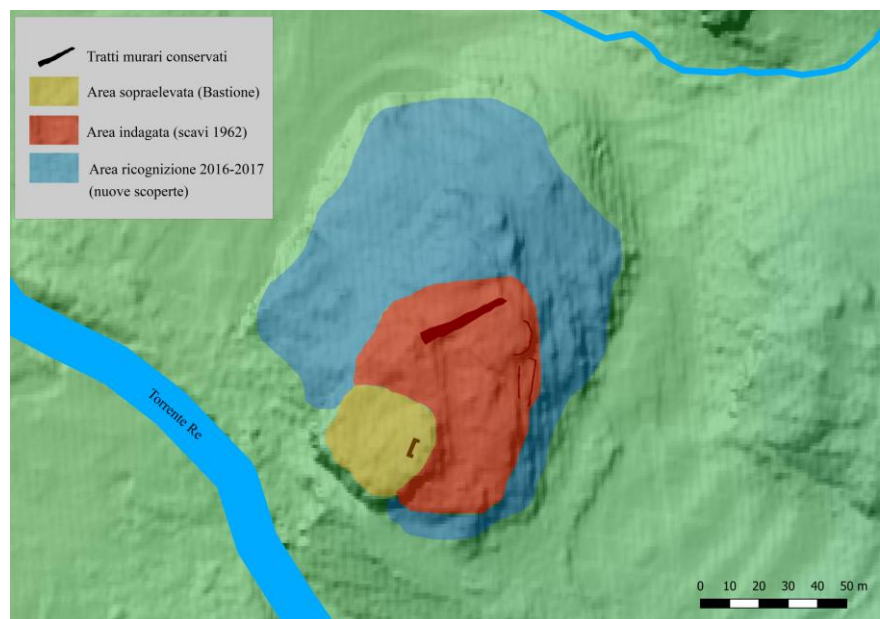 Tratti murari conservati
Area sopraelevata (Bastione)
Area indagata (scavi 1962)
Area ricognizione 2016-2017
(nuove scoperte)
Torrente Re
0 10 20 30 40 50 m